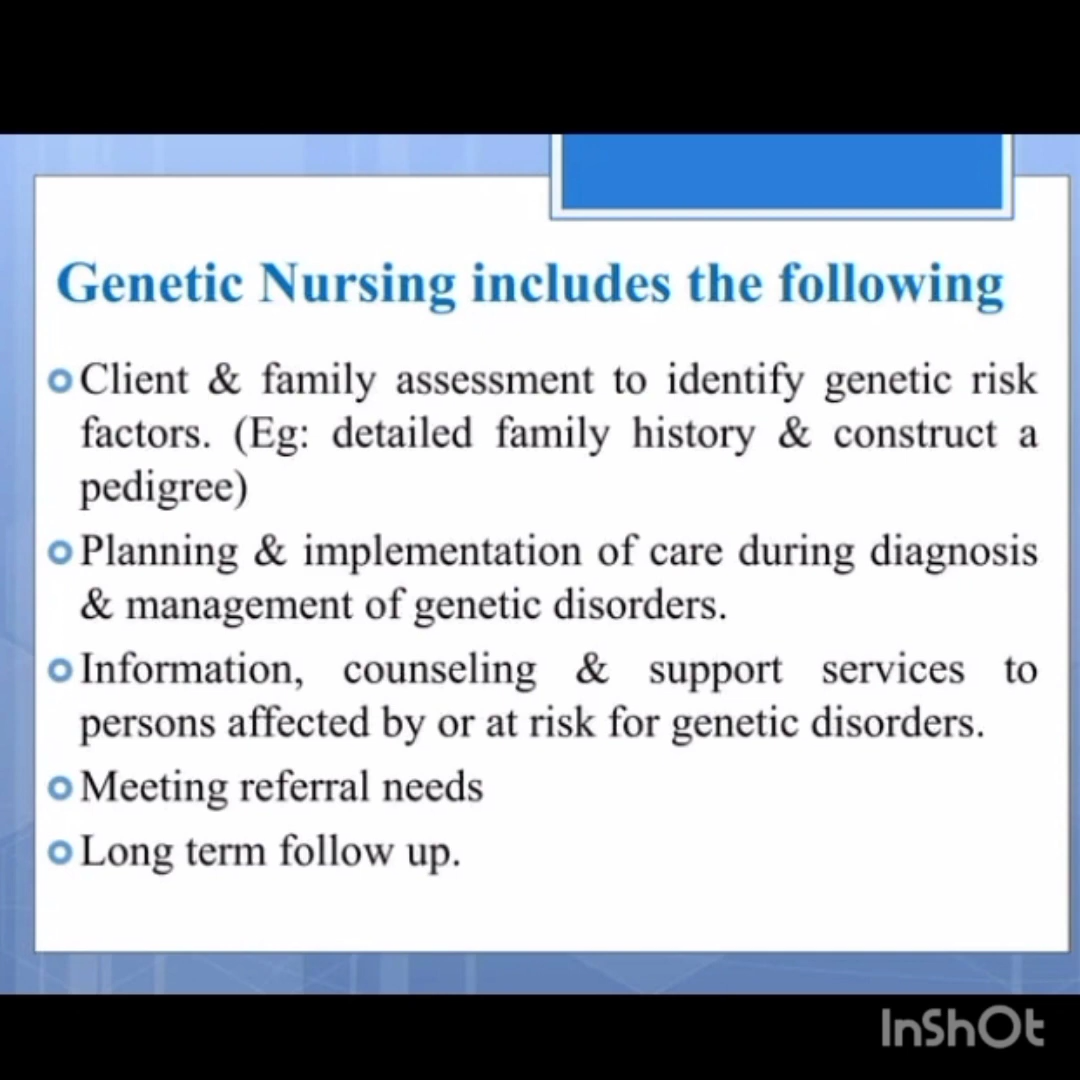 Genetic Nursing includes the following
Client & family assessment to identify genetic risk
factors. (Eg: detailed family history & construct a
pedigree)
Planning & implementation of care during diagnosis
& management of genetic disorders.
Information, counseling & support services to
persons affected by or at risk for genetic disorders.
Meeting referral needs
Long term follow up.
InShOt